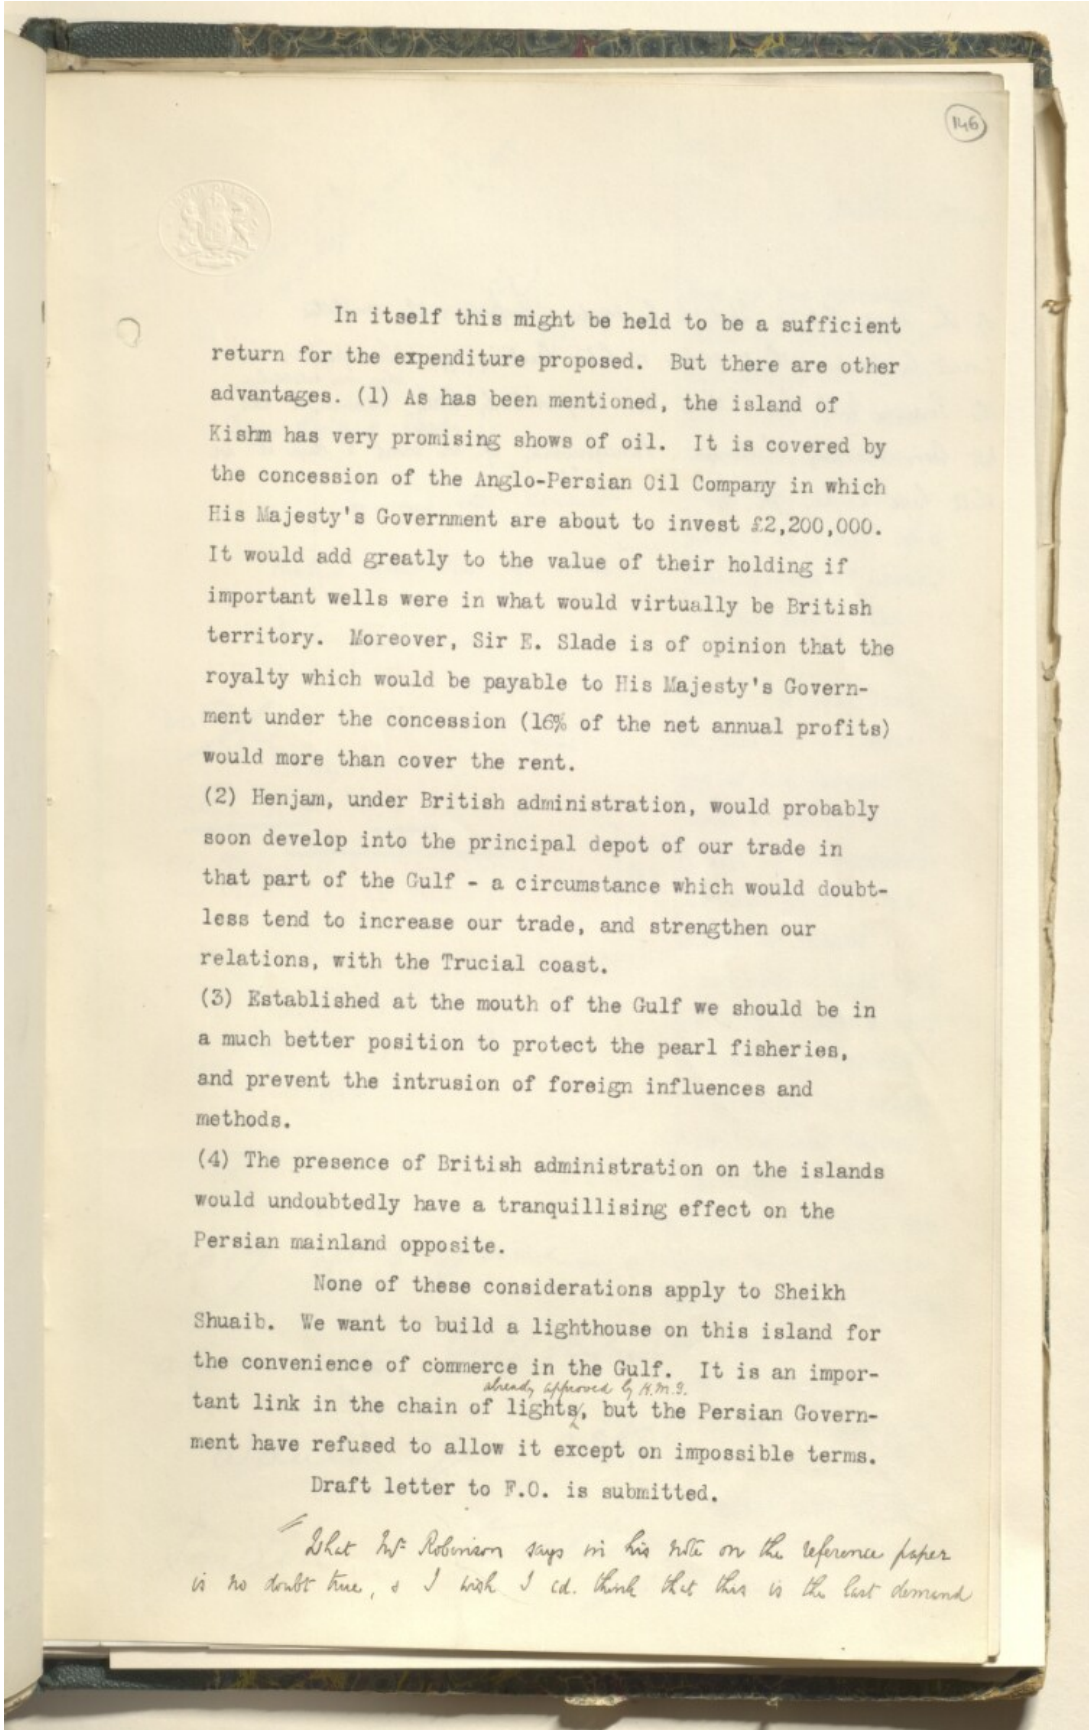 146
In itself this might be held to be a sufficient
return for the expenditure proposed. But there are other
advantages. (1) As has been mentioned, the island of
Kishm has very promising shows of oil. It is covered by
the concession of the Anglo-Persian Oil Company in which
His Majesty's Government are about to invest £2,200,000.
It would add greatly to the value of their holding if
important wells were in what would virtually be British
territory. Moreover, Sir E. Slade is of opinion that the
royalty which would be payable to His Majesty's Govern-
ment under the concession (16% of the net annual profits)
would more than cover the rent.
(2) Henjam, under British administration, would probably
soon develop into the principal depot of our trade in
that part of the Gulf - a circumstance which would doubt-
less tend to increase our trade, and strengthen our
relations, with the Trucial coast.
(3) Established at the mouth of the Gulf we should be in
a much better position to protect the pearl fisheries,
and prevent the intrusion of foreign influences and
methods.
(4) The presence of British administration on the islands
would undoubtedly have a tranquillising effect on the
Persian mainland opposite.
None of these considerations apply to Sheikh
Shuaib. We want to build a lighthouse on this island for
the convenience of commerce in the Gulf. It is an impor-
already approved by H.M.G.
tant link in the chain of lights, but the Persian Govern-
ment have refused to allow it except on impossible terms.
Draft letter to F.O. is submitted.
What Mr Robinson says in his note on the reference paper
is no doubt true, & I wish I cd. think that this is the last demand